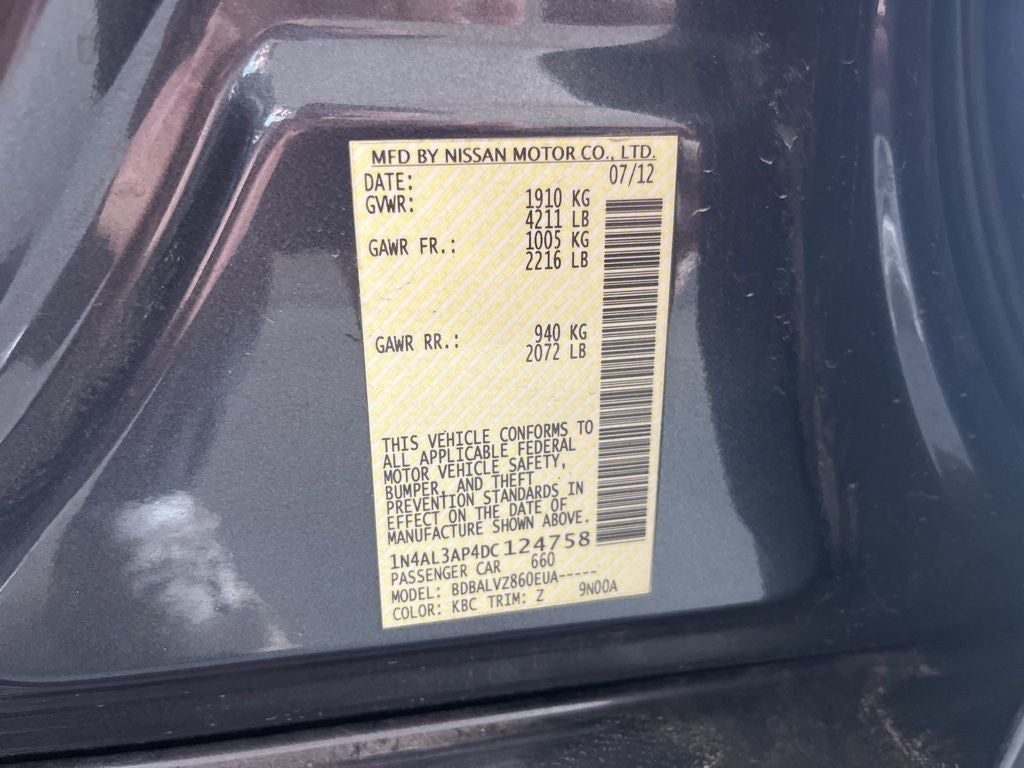 MFD BY NISSAN MOTOR CO., LTD.
DATE: 07/12
GVWR: 1910 KG
4211 LB
GAWR FR.: 1005 KG
2216 LB
GAWR RR.: 940 KG
2072 LB
THIS VEHICLE CONFORMS TO
ALL APPLICABLE FEDERAL
MOTOR VEHICLE SAFETY,
BUMPER, AND THEFT
PREVENTION STANDARDS IN
EFFECT ON THE DATE OF
MANUFACTURE SHOWN ABOVE.
1N4AL3AP4DC124758
PASSENGER CAR 660
MODEL: BDBALVZ860EUA-----
COLOR: KBC TRIM: Z 9N00A